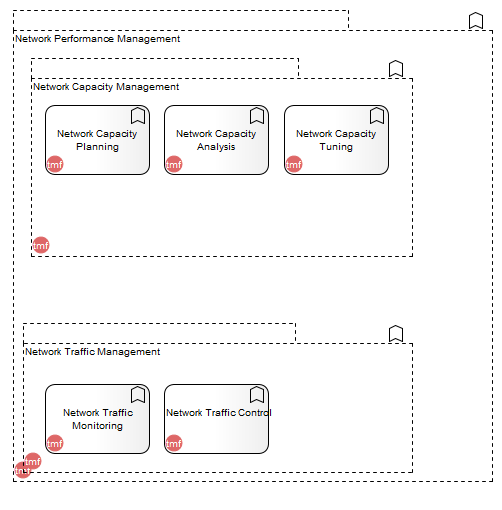 Network Performance Management
Network Capacity Management
Network Capacity
Planning
tmf
Network Capacity
Analysis
tmf
Network Capacity
Tuning
tmf
tmf
Network Traffic Management
Network Traffic
Monitoring
tmf
Network Traffic Control
tmf
tmf
tmf